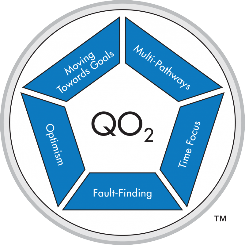 Moving
Towards Goals
Multi-Pathways
Optimism
QO2
Time Focus
Fault-Finding
TM